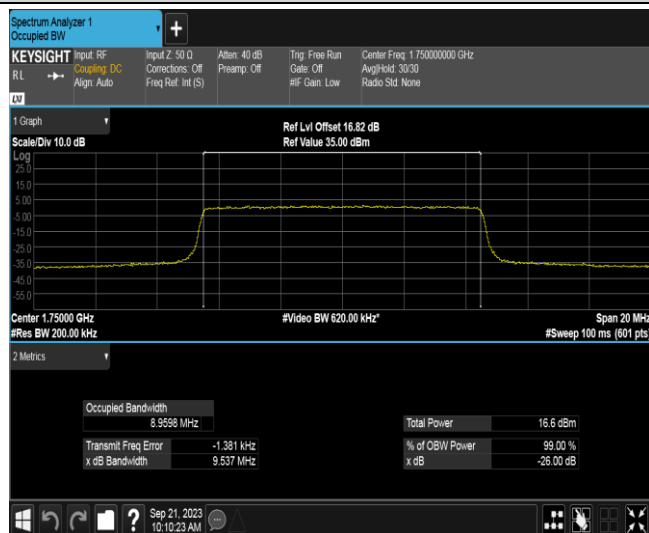 Spectrum Analyzer 1
Occupied BW
KEYSIGHT
RL
LXI
Input: RF
Coupling: DC
Align: Auto
Input Z: 50 Ω
Corrections: Off
Freq Ref: Int (S)
Atten: 40 dB
Preamp: Off
Trig: Free Run
Gate: Off
#IF Gain: Low
Center Freq: 1.750000000 GHz
Avg|Hold: 30/30
Radio Std: None
1 Graph
Scale/Div 10.0 dB
Ref Lvl Offset 16.82 dB
Ref Value 35.00 dBm
Log
25.0
15.0
5.00
-5.00
-15.0
-25.0
-35.0
-45.0
-55.0
Center 1.75000 GHz
#Res BW 200.00 kHz
#Video BW 620.00 kHz*
Span 20 MHz
#Sweep 100 ms (601 pts)
2 Metrics
Occupied Bandwidth
8.9598 MHz
Total Power 16.6 dBm
Transmit Freq Error -1.381 kHz
% of OBW Power 99.00 %
x dB Bandwidth 9.537 MHz
x dB -26.00 dB
?
Sep 21, 2023
10:10:23 AM